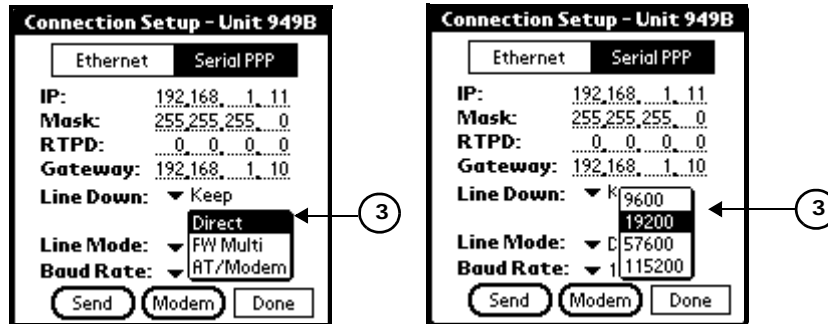 Connection Setup - Unit 949B
Ethernet Serial PPP
IP: 192.168. 1. 11
Mask: 255.255.255. 0
RTPD: 0. 0. 0. 0
Gateway: 192.168. 1. 10
Line Down: Keep
Direct
Line Mode: FW Multi
Baud Rate: AT/Modem
Send Modem Done
3
Connection Setup - Unit 949B
Ethernet Serial PPP
IP: 192.168. 1. 11
Mask: 255.255.255. 0
RTPD: 0. 0. 0. 0
Gateway: 192.168. 1. 10
Line Down: K 9600
19200
Line Mode: D 57600
Baud Rate: 1 115200
Send Modem Done
3